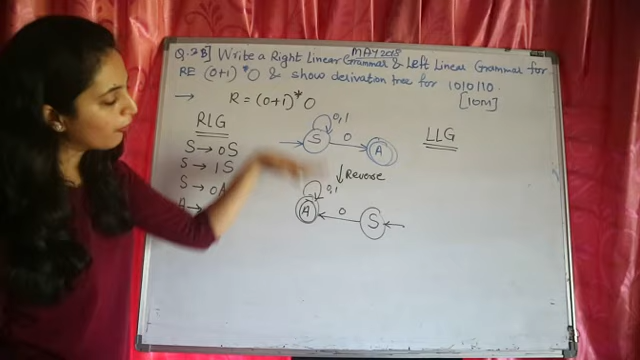 MAY 2018
Q.2B] Write a Right Linear Grammar & Left Linear Grammar for
RE (0+1)*0 & show derivation tree for 1010110.
[10M]
→ R = (0+1)*0
RLG
S → 0S
S → 1S
S → 0A
A →
0,1
S
0
A
↓ Reverse
0,1
A
0
S
LLG